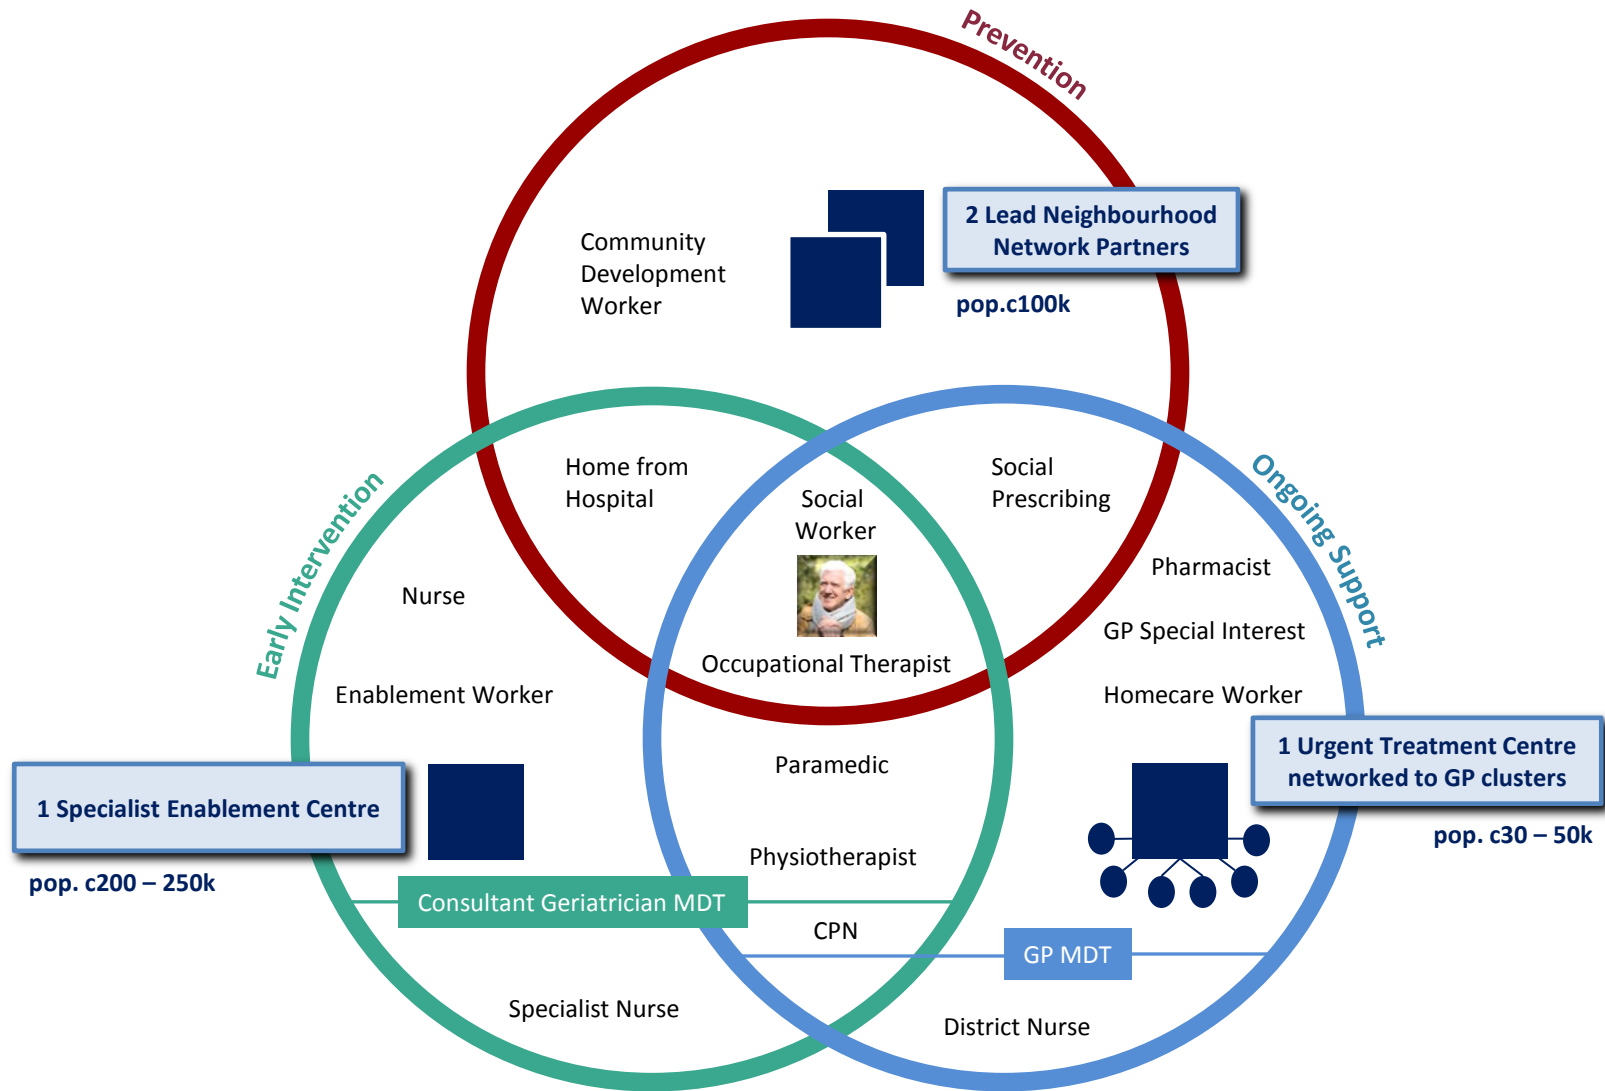 Prevention
2 Lead Neighbourhood
Network Partners
pop.c100k
Community
Development
Worker
Home from
Hospital
Social
Worker
Social
Prescribing
Early Intervention
Ongoing Support
Nurse
Enablement Worker
Occupational Therapist
Pharmacist
GP Special Interest
Homecare Worker
1 Specialist Enablement Centre
pop. c200 – 250k
Paramedic
Physiotherapist
1 Urgent Treatment Centre
networked to GP clusters
pop. c30 – 50k
Consultant Geriatrician MDT
CPN
GP MDT
Specialist Nurse
District Nurse